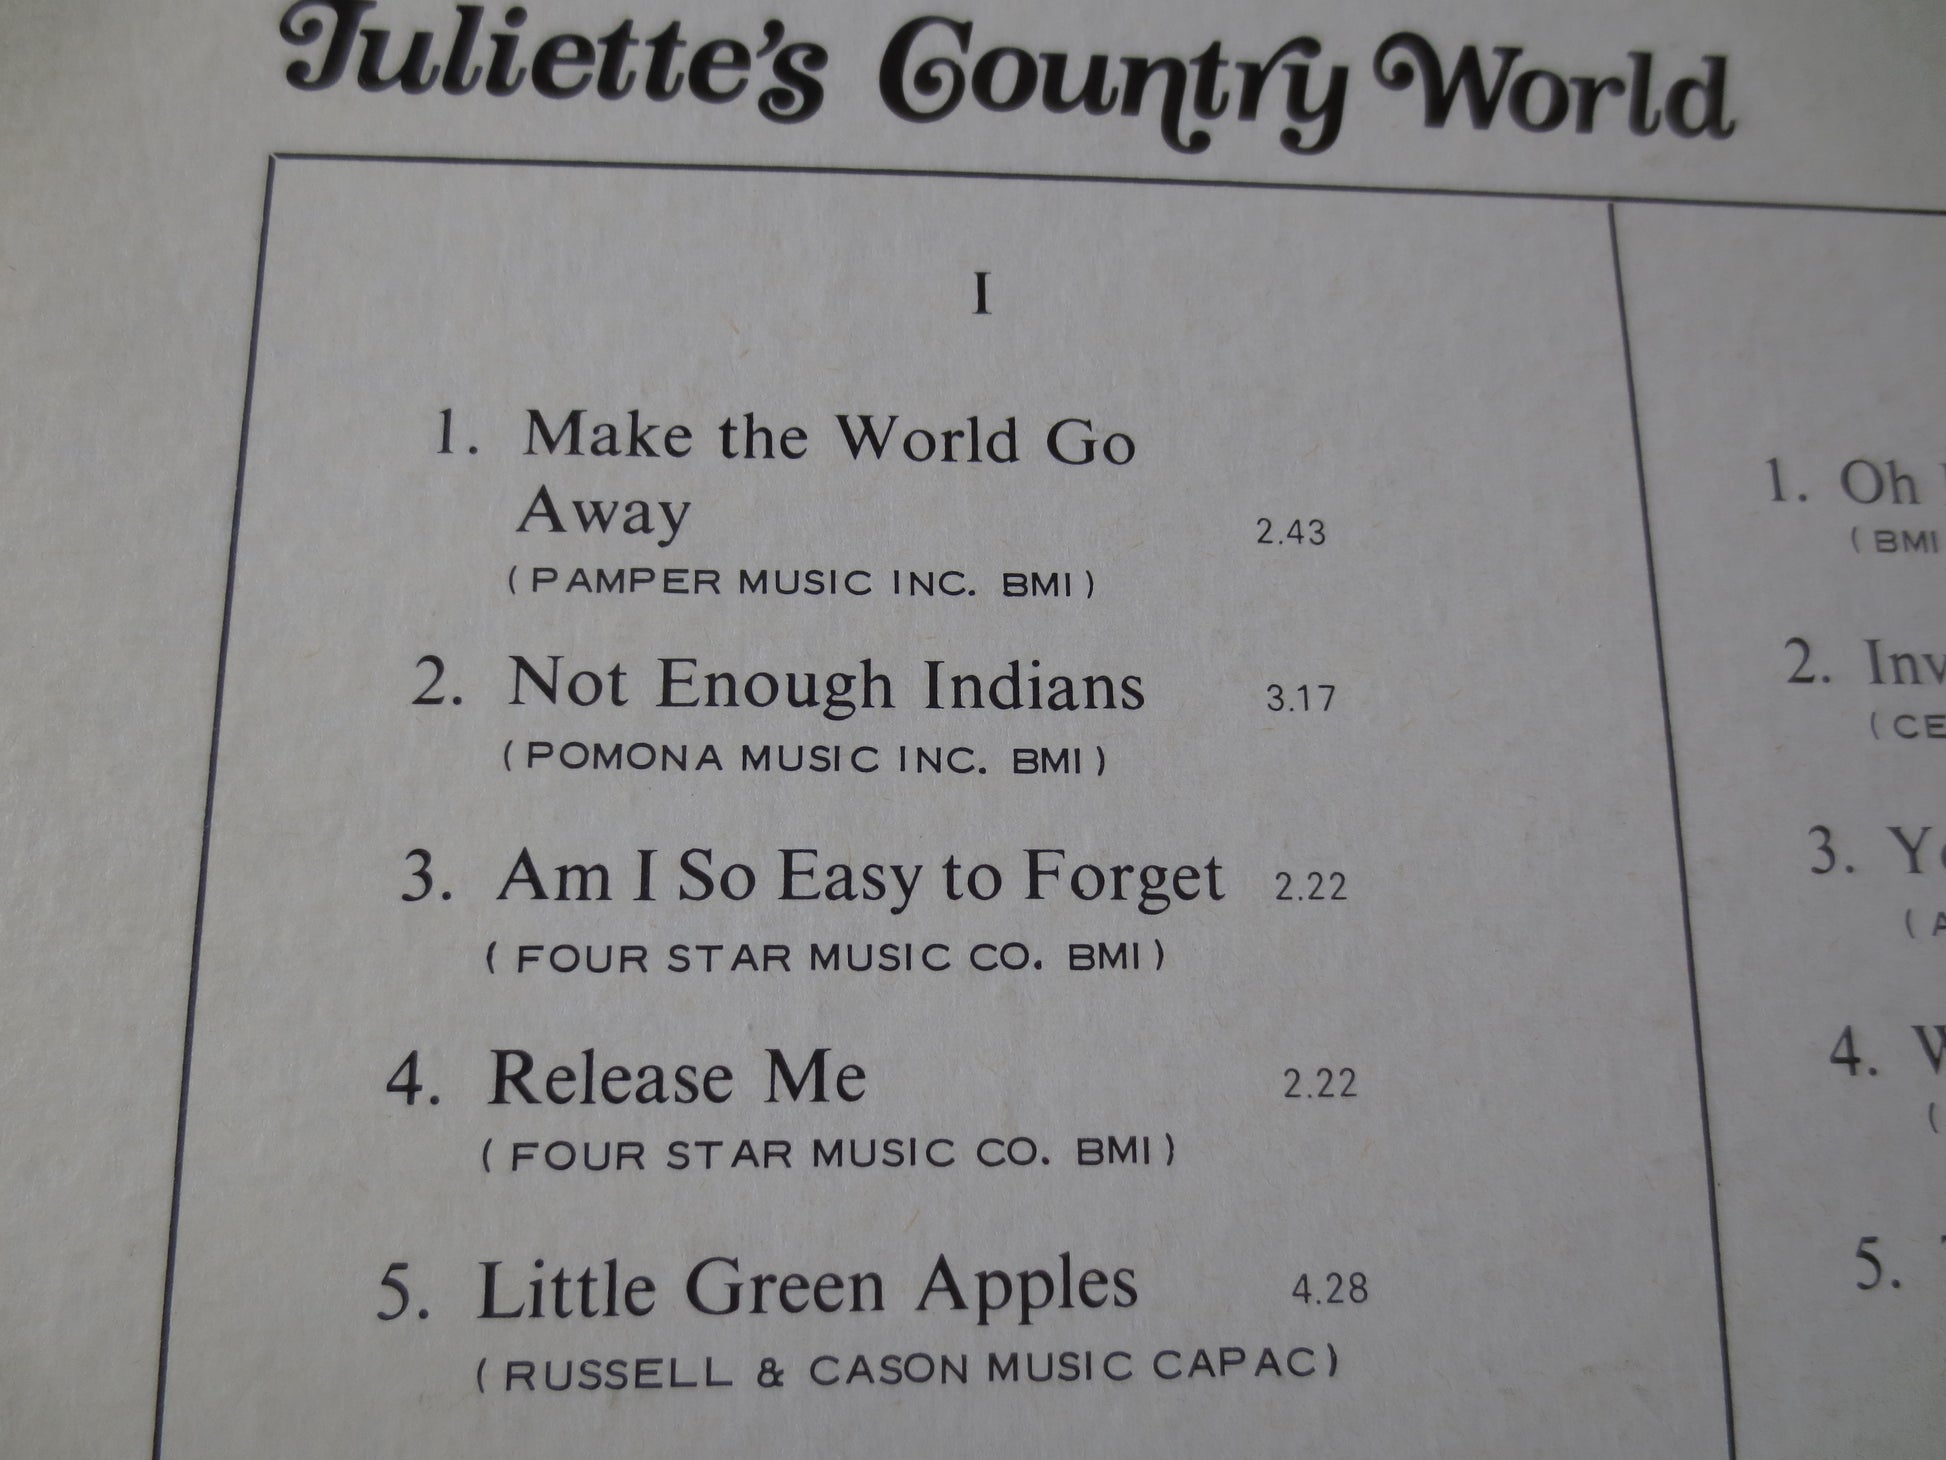 Juliette's Country World
I
1. Make the World Go
Away 2.43
(PAMPER MUSIC INC. BMI)
2. Not Enough Indians 3.17
(POMONA MUSIC INC. BMI)
3. Am I So Easy to Forget 2.22
(FOUR STAR MUSIC CO. BMI)
4. Release Me 2.22
(FOUR STAR MUSIC CO. BMI)
5. Little Green Apples 4.28
(RUSSELL & CASON MUSIC CAPAC)
1. Oh
(BMI
2.
3.
4.
5.